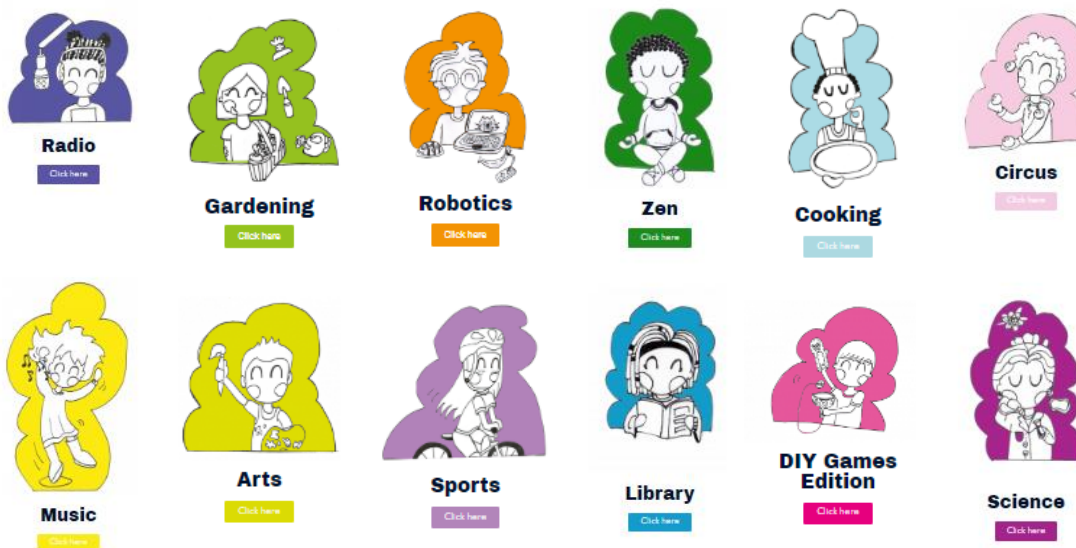 Radio
Click here
Gardening
Click here
Robotics
Click here
Zen
Click here
Cooking
Click here
Circus
Click here
Music
Click here
Arts
Click here
Sports
Click here
Library
Click here
DIY Games
Edition
Click here
Science
Click here